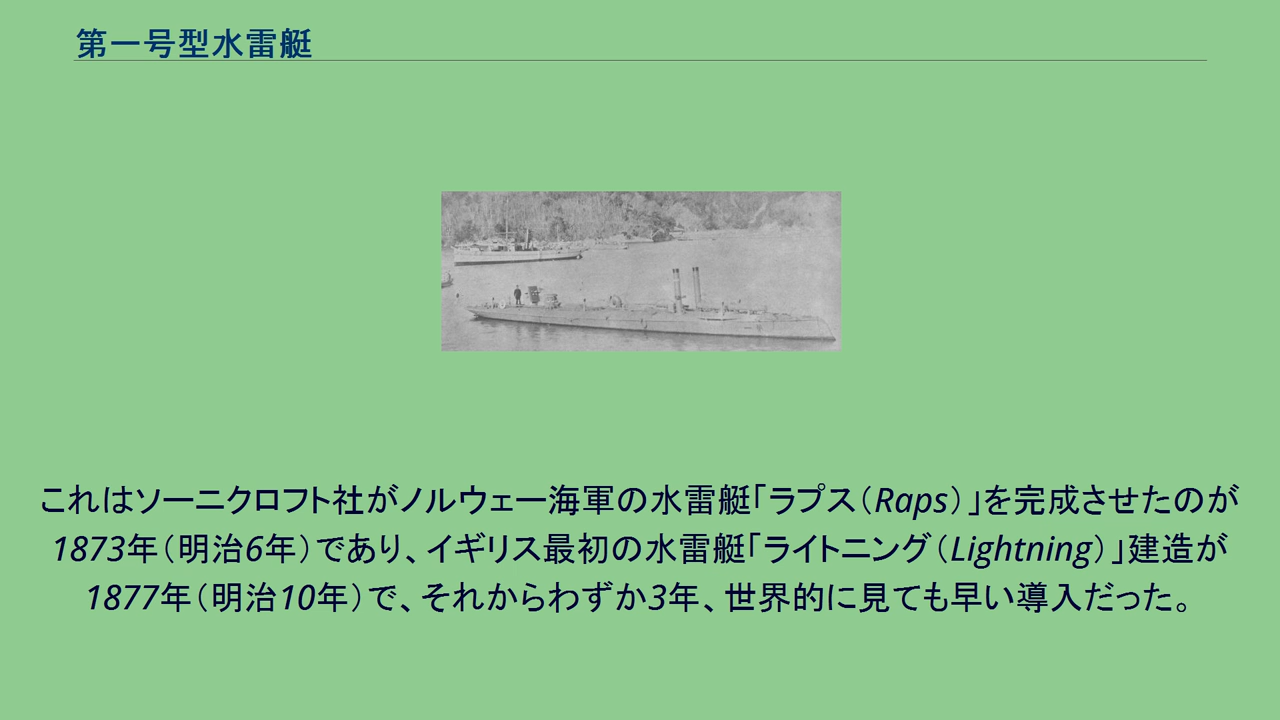 第一号型水雷艇
これはソーニクロフト社がノルウェー海軍の水雷艇｢ラプス（Raps）｣を完成させたのが
1873年（明治6年）であり、イギリス最初の水雷艇｢ライトニング（Lightning）｣建造が
1877年（明治10年）で、それからわずか3年、世界的に見ても早い導入だった。